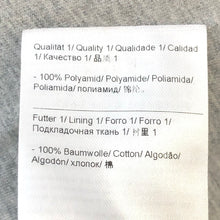 Qualität 1/ Quality 1/ Qualidade 1/ Calidad
1/ Качество 1/ 品质 1
- 100% Polyamid/ Polyamide/ Poliamida/
Poliamida/ полиамид/ 锦纶
Futter 1/ Lining 1/ Forro 1/ Forro 1/
Подкладочная ткань 1/ 衬里 1
- 100% Baumwolle/ Cotton/ Algodão/
Algodón/ хлопок/ 棉